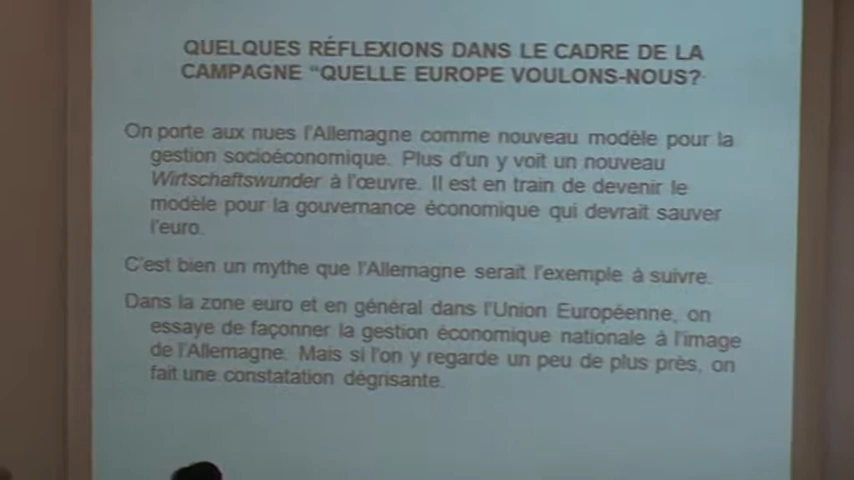 QUELQUES RÉFLEXIONS DANS LE CADRE DE LA
CAMPAGNE “QUELLE EUROPE VOULONS-NOUS?
On porte aux nues l’Allemagne comme nouveau modèle pour la
gestion socioéconomique. Plus d’un y voit un nouveau
Wirtschaftswunder à l’œuvre. Il est en train de devenir le
modèle pour la gouvernance économique qui devrait sauver
l’euro.
C’est bien un mythe que l’Allemagne serait l’exemple à suivre.
Dans la zone euro et en général dans l’Union Européenne, on
essaye de façonner la gestion économique nationale à l’image
de l’Allemagne. Mais si l’on y regarde un peu de plus près, on
fait une constatation dégrisante.